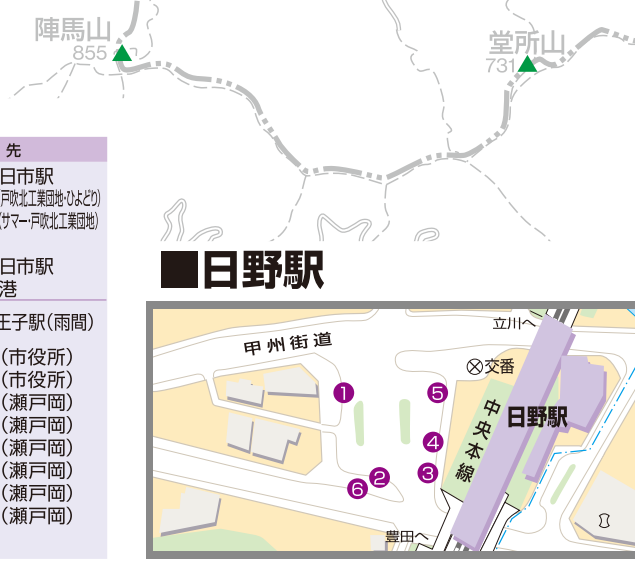 陣馬山
855
堂所山
731
先
日市駅
戸吹北工業団地・ひよどり)
(サマー・戸吹北工業団地)
日市駅
港
王子駅(雨間)
(市役所)
(市役所)
(瀬戸岡)
(瀬戸岡)
(瀬戸岡)
(瀬戸岡)
(瀬戸岡)
(瀬戸岡)
■日野駅
立川へ
甲州街道
交番
1
5
中央本線
日野駅
4
3
2
6
豊田へ